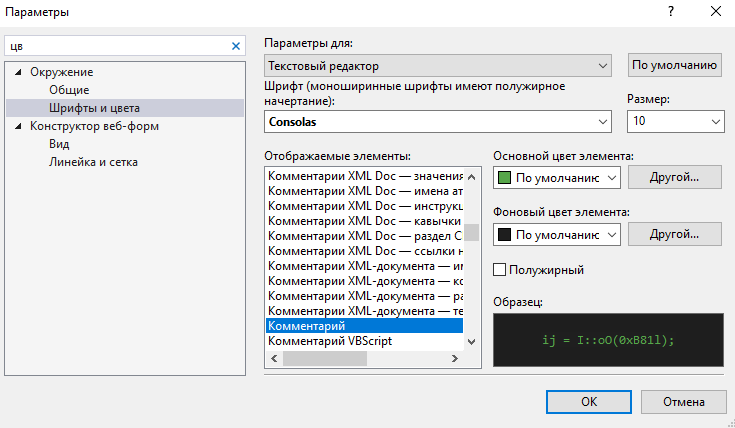 Параметры
?
цв
Окружение
Общие
Шрифты и цвета
Конструктор веб-форм
Вид
Линейка и сетка
Параметры для:
Текстовый редактор
По умолчанию
Шрифт (моноширинные шрифты имеют полужирное
начертание):
Размер:
Consolas
10
Отображаемые элементы:
Комментарии XML Doc — значения
Комментарии XML Doc — имена ат
Комментарии XML Doc — инструкц
Комментарии XML Doc — кавычки
Комментарии XML Doc — раздел C
Комментарии XML Doc — ссылки н
Комментарии XML-документа — им
Комментарии XML-документа — ко
Комментарии XML-документа — ра
Комментарии XML-документа — те
Комментарий
Комментарий VBScript
Основной цвет элемента:
По умолчанию
Другой...
Фоновый цвет элемента:
По умолчанию
Другой...
Полужирный
Образец:
ij = I::oO(0xB81l);
OK
Отмена